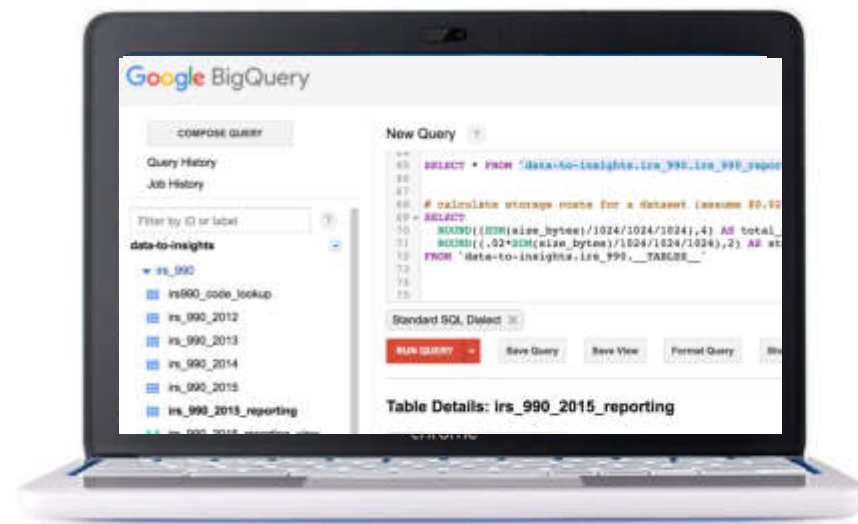 Google BigQuery
COMPOSE QUERY
Query History
Job History
Filter by ID or label ?
data-to-insights
irs_990
irs990_code_lookup
irs_990_2012
irs_990_2013
irs_990_2014
irs_990_2015
irs_990_2015_reporting
New Query ?
65 SELECT * FROM `data-to-insights.irs_990.irs_990_repor
66
67
68 # calculate storage costs for a dataset (assume $0.02
69 SELECT
70 ROUND((SUM(size_bytes)/1024/1024/1024),4) AS total_
71 ROUND((.02*SUM(size_bytes)/1024/1024/1024),2) AS st
72 FROM `data-to-insights.irs_990.__TABLES__`
73
74
75
Standard SQL Dialect
RUN QUERY
Save Query
Save View
Format Query
Table Details: irs_990_2015_reporting
chrome